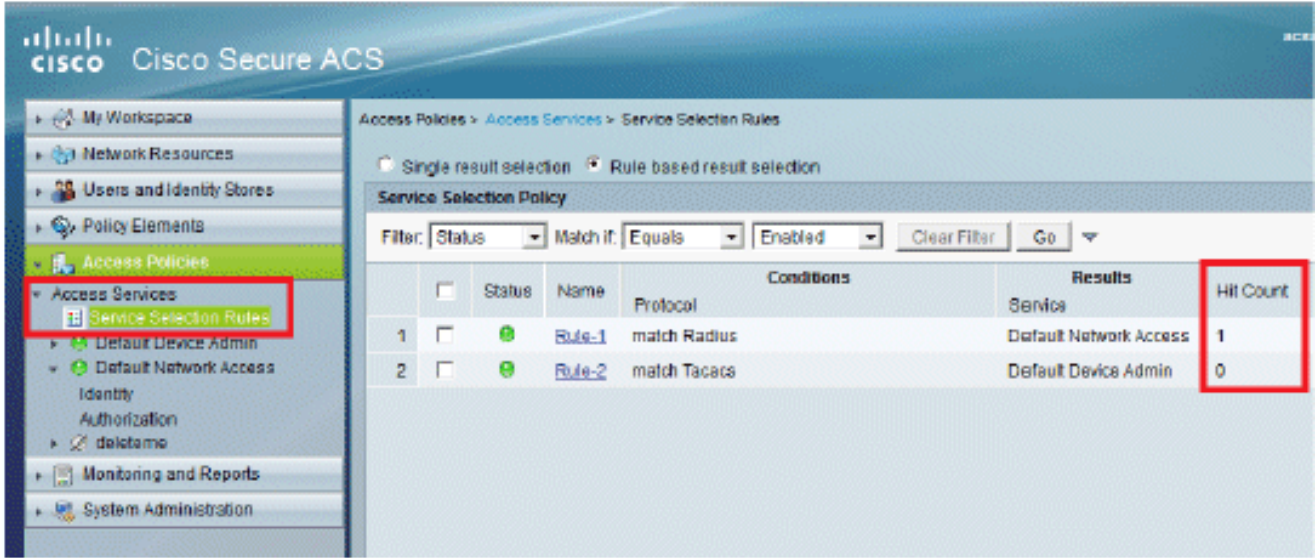 CISCO Cisco Secure ACS
My Workspace
Network Resources
Users and Identity Stores
Policy Elements
Access Policies
Access Services
Service Selection Rules
Default Device Admin
Default Network Access
Identity
Authorization
deleteme
Monitoring and Reports
System Administration
Access Policies > Access Services > Service Selection Rules
Single result selection Rule based result selection
Service Selection Policy
Filter: Status Match if: Equals Enabled Clear Filter Go
Status Name Conditions Results Hit Count
Protocol Service
1 Rule-1 match Radius Default Network Access 1
2 Rule-2 match Tacacs Default Device Admin 0